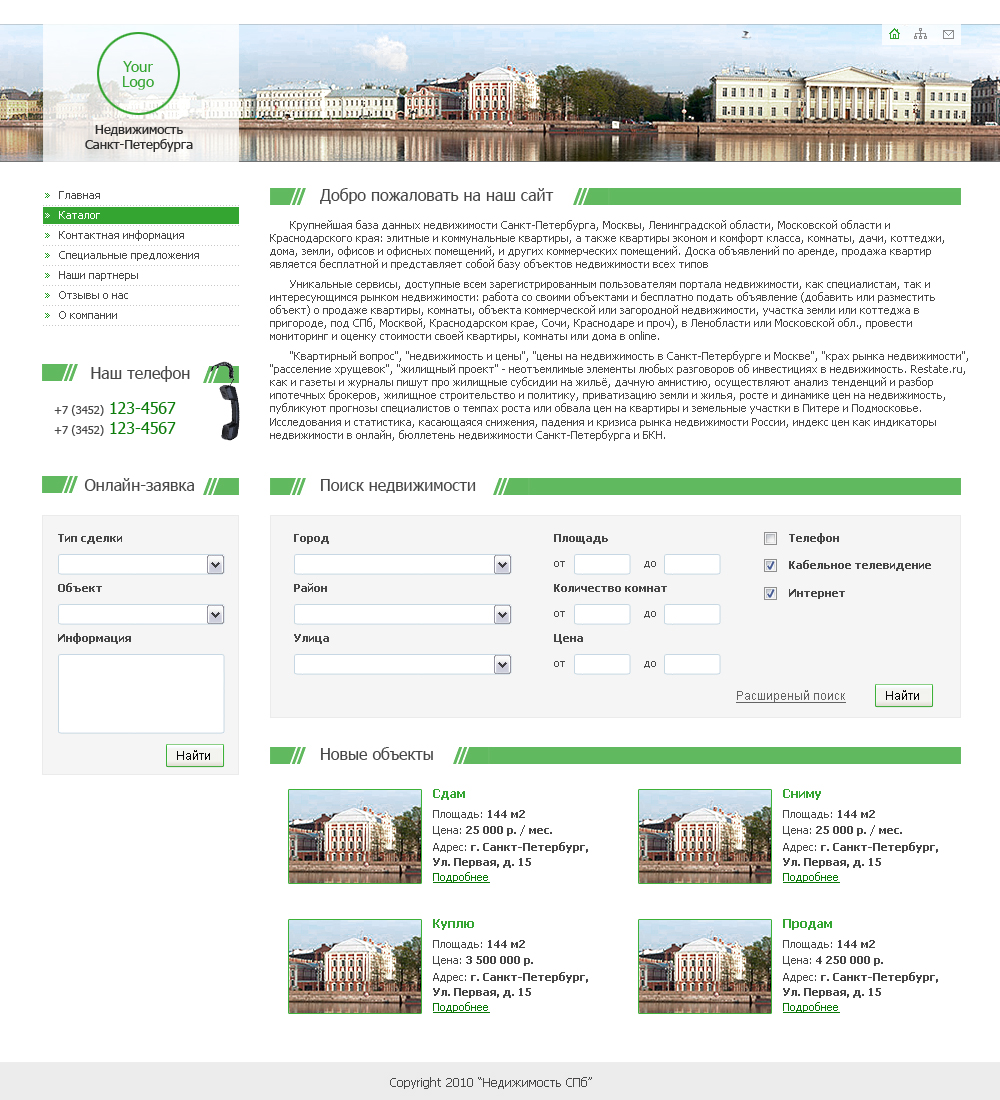 Your
Logo
Недвижимость
Санкт-Петербурга
Главная
Каталог
Контактная информация
Специальные предложения
Наши партнеры
Отзывы о нас
О компании
Наш телефон
+7 (3452) 123-4567
+7 (3452) 123-4567
Онлайн-заявка
Тип сделки
Объект
Информация
Найти
Добро пожаловать на наш сайт
Крупнейшая база данных недвижимости Санкт-Петербурга, Москвы, Ленинградской области, Московской области и
Краснодарского края: элитные и коммунальные квартиры, а также квартиры эконом и комфорт класса, комнаты, дачи, коттеджи,
дома, земли, офисов и офисных помещений, и других коммерческих помещений. Доска объявлений по аренде, продажа квартир
является бесплатной и представляет собой базу объектов недвижимости всех типов
Уникальные сервисы, доступные всем зарегистрированным пользователям портала недвижимости, как специалистам, так и
интересующимся рынком недвижимости: работа со своими объектами и бесплатно подать объявление (добавить или разместить
объект) о продаже квартиры, комнаты, объекта коммерческой или загородной недвижимости, участка земли или коттеджа в
пригороде, под СПб, Москвой, Краснодарском крае, Сочи, Краснодаре и проч), в Ленобласти или Московской обл., провести
мониторинг и оценку стоимости своей квартиры, комнаты или дома в online.
"Квартирный вопрос", "недвижимость и цены", "цены на недвижимость в Санкт-Петербурге и Москве", "крах рынка недвижимости",
"расселение хрущевок", "жилищный проект" - неотъемлимые элементы любых разговоров об инвестициях в недвижимость. Restate.ru,
как и газеты и журналы пишут про жилищные субсидии на жильё, дачную амнистию, осуществляют анализ тенденций и разбор
ипотечных брокеров, жилищное строительство и политику, приватизацию земли и жилья, росте и динамике цен на недвижимость,
публикуют прогнозы специалистов о темпах роста или обвала цен на квартиры и земельные участки в Питере и Подмосковье.
Исследования и статистика, касающаяся снижения, падения и кризиса рынка недвижимости России, индекс цен как индикаторы
недвижимости в онлайн, бюллетень недвижимости Санкт-Петербурга и БКН.
Поиск недвижимости
Город
Район
Улица
Площадь
от до
Количество комнат
от до
Цена
от до
Телефон
Кабельное телевидение
Интернет
Расширеный поиск
Найти
Новые объекты
Сдам
Площадь: 144 м2
Цена: 25 000 р. / мес.
Адрес: г. Санкт-Петербург,
Ул. Первая, д. 15
Подробнее
Сниму
Площадь: 144 м2
Цена: 25 000 р. / мес.
Адрес: г. Санкт-Петербург,
Ул. Первая, д. 15
Подробнее
Куплю
Площадь: 144 м2
Цена: 3 500 000 р.
Адрес: г. Санкт-Петербург,
Ул. Первая, д. 15
Подробнее
Продам
Площадь: 144 м2
Цена: 4 250 000 р.
Адрес: г. Санкт-Петербург,
Ул. Первая, д. 15
Подробнее
Copyright 2010 “Недижимость СПб”